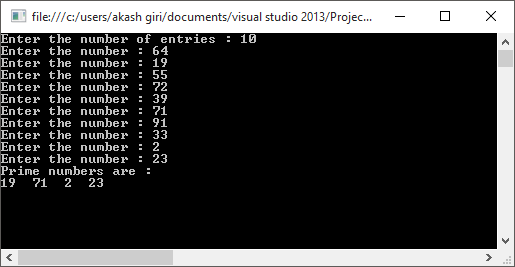 file:///c:/users/akash giri/documents/visual studio 2013/Projec...
Enter the number of entries : 10
Enter the number : 64
Enter the number : 19
Enter the number : 55
Enter the number : 72
Enter the number : 39
Enter the number : 71
Enter the number : 91
Enter the number : 33
Enter the number : 2
Enter the number : 23
Prime numbers are :
19  71  2  23